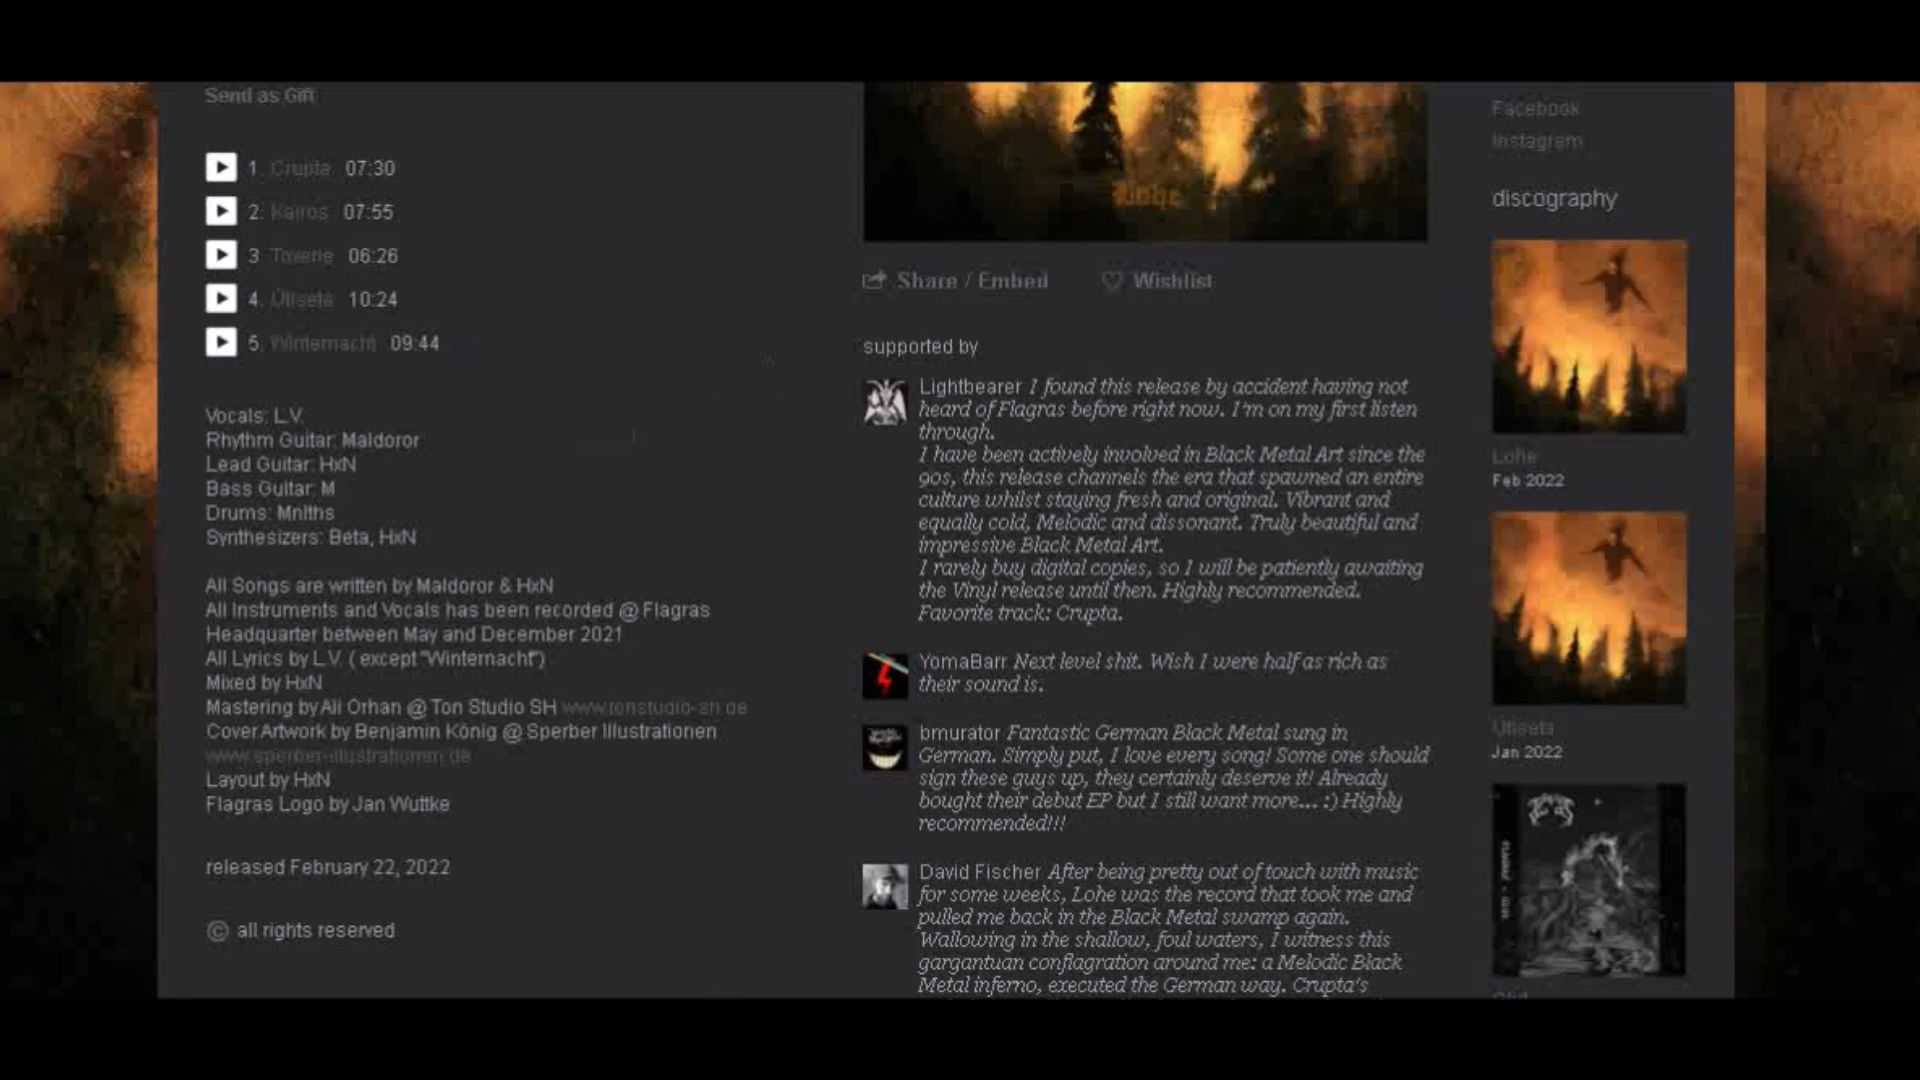 Send as Gift
1. Crupta 07:30
2. Kairos 07:55
3 06:26
4. Útiseta 10:24
5. Winternacht 09:44
Vocals: L.V.
Rhythm Guitar: Maldoror
Lead Guitar: HxN
Bass Guitar: M
Drums: Mnlths
Synthesizers: Beta, HxN
All Songs are written by Maldoror & HxN
All Instruments and Vocals has been recorded @ Flagras
Headquarter between May and December 2021
All Lyrics by L.V. ( except "Winternacht")
Mixed by HxN
Mastering by Ali Orhan @ Ton Studio SH www.tonstudio-sh.de
Cover Artwork by Benjamin König @ Sperber Illustrationen
www.sperber-illustrationen.de
Layout by HxN
Flagras Logo by Jan Wuttke
released February 22, 2022
© all rights reserved
Share / Embed Wishlist
supported by
Lightbearer I found this release by accident having not
heard of Flagras before right now. I'm on my first listen
through.
I have been actively involved in Black Metal Art since the
90s, this release channels the era that spawned an entire
culture whilst staying fresh and original. Vibrant and
equally cold, Melodic and dissonant. Truly beautiful and
impressive Black Metal Art.
I rarely buy digital copies, so I will be patiently awaiting
the Vinyl release until then. Highly recommended.
Favorite track: Crupta.
YomaBarr Next level shit. Wish I were half as rich as
their sound is.
bmurator Fantastic German Black Metal sung in
German. Simply put, I love every song! Some one should
sign these guys up, they certainly deserve it! Already
bought their debut EP but I still want more... :) Highly
recommended!!!
David Fischer After being pretty out of touch with music
for some weeks, Lohe was the record that took me and
pulled me back in the Black Metal swamp again.
Wallowing in the shallow, foul waters, I witness this
gargantuan conflagration around me: a Melodic Black
Metal inferno, executed the German way. Crupta's
Facebook
Instagram
discography
Lohe
Feb 2022
Útiseta
Jan 2022